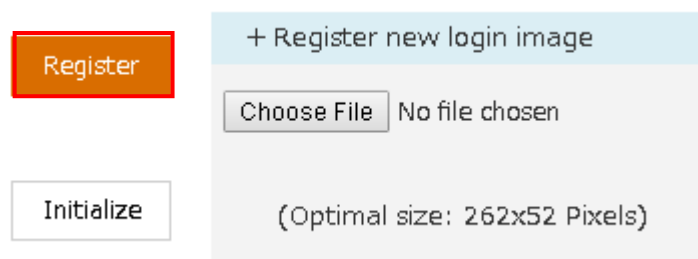 + Register new login image
Register
Choose File No file chosen
Initialize
(Optimal size: 262x52 Pixels)